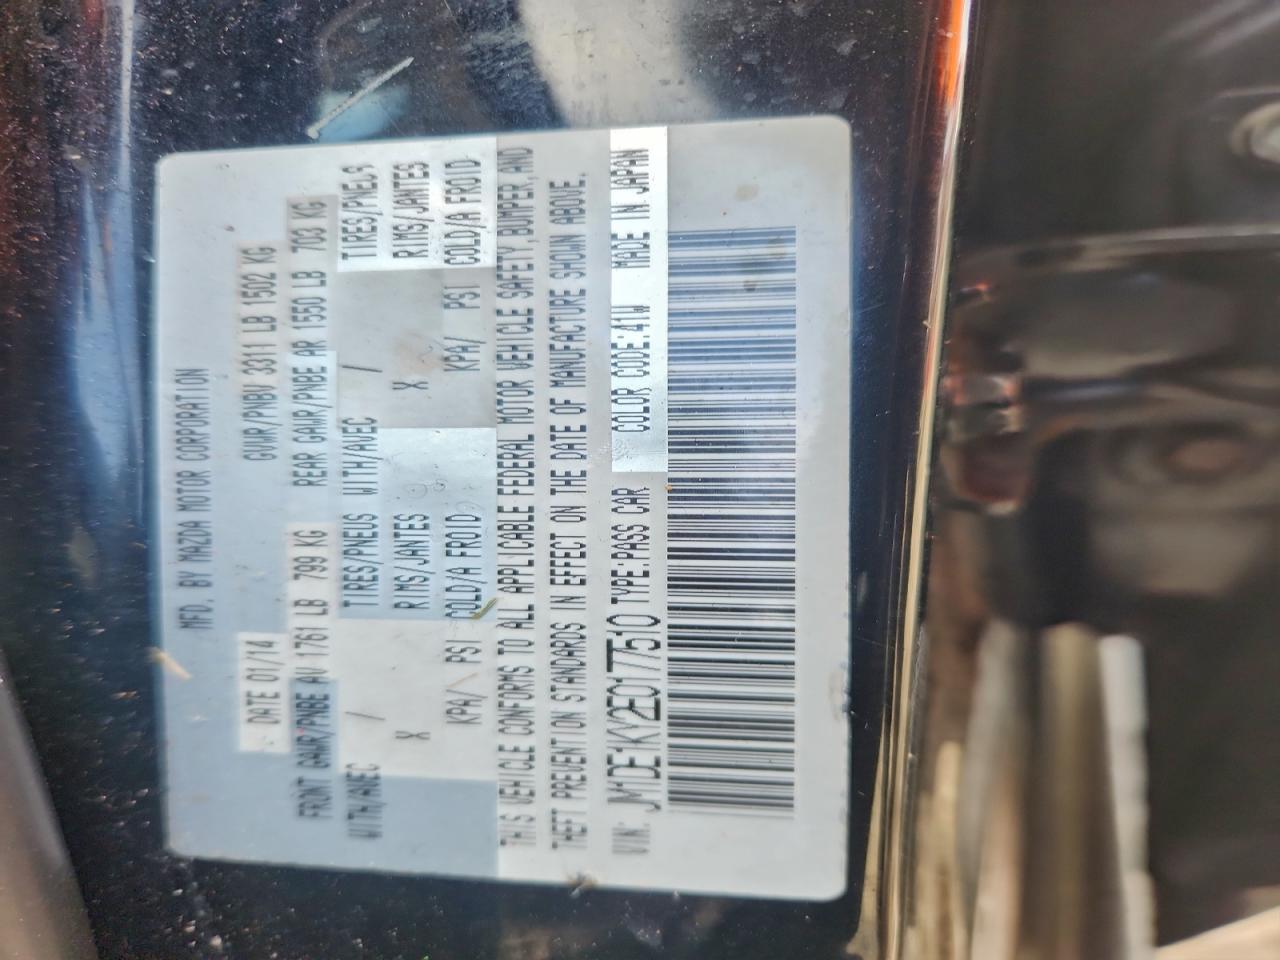 MFD. BY MAZDA MOTOR CORPORATION
DATE 01/14 GVWR/PNBV 3311 LB 1502 KG
FRONT GAWR/PNBE AV 1761 LB 799 KG REAR GAWR/PNBE AR 1550 LB 703 KG
WITH/AVEC / TIRES/PNEUS WITH/AVEC / TIRES/PNEUS
X RIMS/JANTES X RIMS/JANTES
KPA/ PSI COLD/A FROID KPA/ PSI COLD/A FROID
THIS VEHICLE CONFORMS TO ALL APPLICABLE FEDERAL MOTOR VEHICLE SAFETY, BUMPER, AND
THEFT PREVENTION STANDARDS IN EFFECT ON THE DATE OF MANUFACTURE SHOWN ABOVE.
VIN: JM1DE1KY2E0177510 TYPE:PASS CAR COLOR CODE:41W MADE IN JAPAN